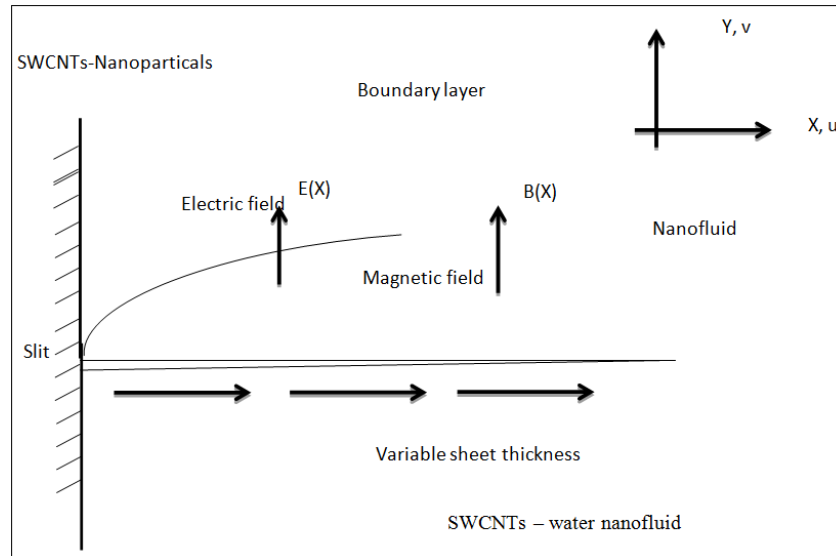 Y, v
SWCNTs-Nanoparticals
Boundary layer
X, u
E(X)
B(X)
Electric field
Nanofluid
Magnetic field
Slit
Variable sheet thickness
SWCNTs – water nanofluid